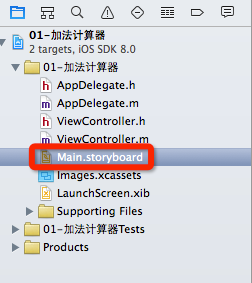 01-加法计算器
2 targets, iOS SDK 8.0
01-加法计算器
AppDelegate.h
AppDelegate.m
ViewController.h
ViewController.m
Main.storyboard
Images.xcassets
LaunchScreen.xib
Supporting Files
01-加法计算器Tests
Products